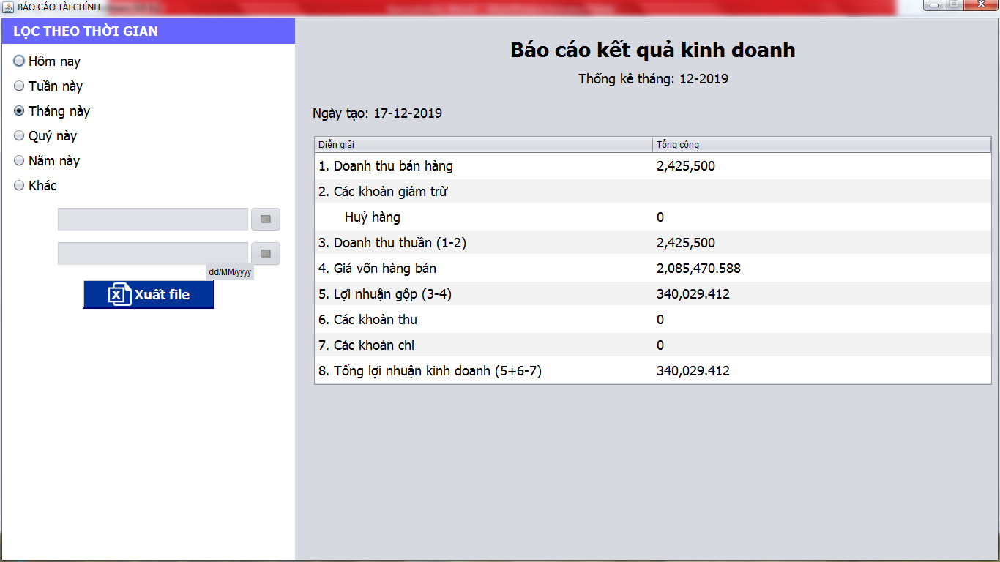 BÁO CÁO TÀI CHÍNH
LỌC THEO THỜI GIAN
Hôm nay
Tuần này
Tháng này
Quý này
Năm này
Khác
dd/MM/yyyy
Xuất file
Báo cáo kết quả kinh doanh
Thống kê tháng: 12-2019
Ngày tạo: 17-12-2019
Diễn giải Tổng cộng
1. Doanh thu bán hàng 2,425,500
2. Các khoản giảm trừ
Huỷ hàng 0
3. Doanh thu thuần (1-2) 2,425,500
4. Giá vốn hàng bán 2,085,470.588
5. Lợi nhuận gộp (3-4) 340,029.412
6. Các khoản thu 0
7. Các khoản chi 0
8. Tổng lợi nhuận kinh doanh (5+6-7) 340,029.412